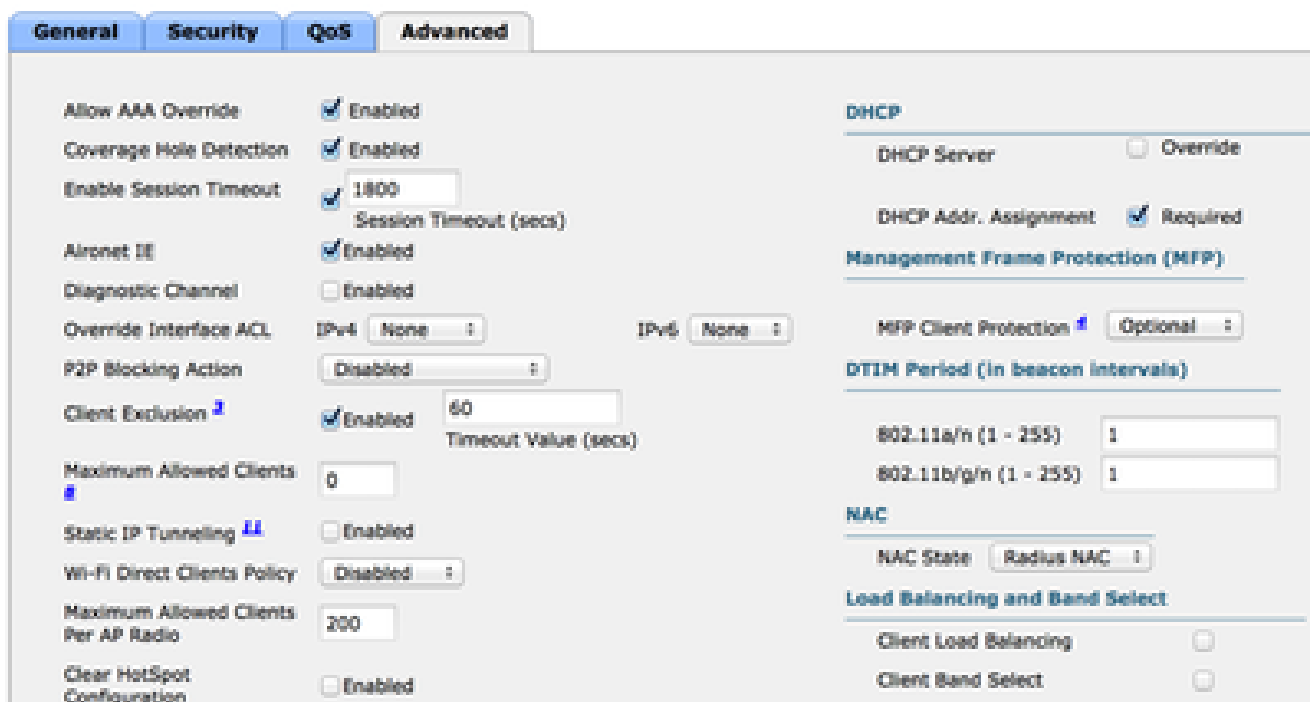 General Security QoS Advanced
Allow AAA Override Enabled
Coverage Hole Detection Enabled
Enable Session Timeout 1800
Session Timeout (secs)
Aironet IE Enabled
Diagnostic Channel Enabled
Override Interface ACL IPv4 None IPv6 None
P2P Blocking Action Disabled
Client Exclusion 3 Enabled 60
Timeout Value (secs)
Maximum Allowed Clients
8
0
Static IP Tunneling 11 Enabled
Wi-Fi Direct Clients Policy Disabled
Maximum Allowed Clients
Per AP Radio
200
Clear HotSpot
Configuration
Enabled
DHCP
DHCP Server Override
DHCP Addr. Assignment Required
Management Frame Protection (MFP)
MFP Client Protection 4 Optional
DTIM Period (in beacon intervals)
802.11a/n (1 - 255) 1
802.11b/g/n (1 - 255) 1
NAC
NAC State Radius NAC
Load Balancing and Band Select
Client Load Balancing
Client Band Select